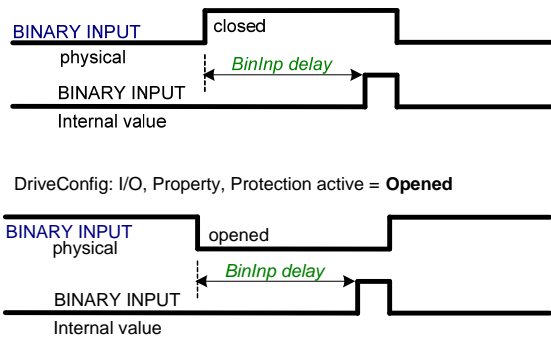 closed
BINARY INPUT
physical
BinInp delay
BINARY INPUT
Internal value
DriveConfig: I/O, Property, Protection active = Opened
BINARY INPUT
opened
physical
BinInp delay
BINARY INPUT
Internal value